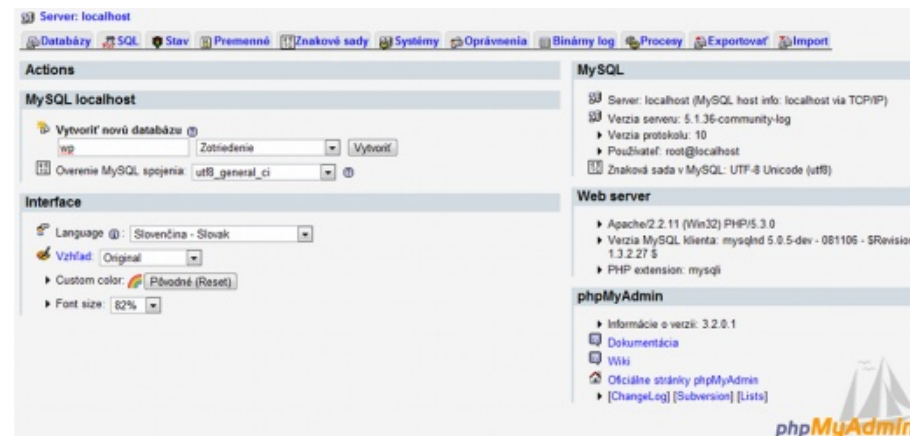 Server: localhost
Databázy SQL Stav Premenné Znakové sady Systémy Oprávnenia Binárny log Procesy Exportovať Import
Actions
MySQL localhost
Vytvoriť novú databázu
wp Zotriedenie Vytvoriť
Overenie MySQL spojenia: utf8_general_ci
Interface
Language : Slovenčina - Slovak
Vzhľad: Original
Custom color: Pôvodné (Reset)
Font size: 82%
MySQL
Server: localhost (MySQL host info: localhost via TCP/IP)
Verzia serveru: 5.1.36-community-log
Verzia protokolu: 10
Používateľ: root@localhost
Znaková sada v MySQL: UTF-8 Unicode (utf8)
Web server
Apache/2.2.11 (Win32) PHP/5.3.0
Verzia MySQL klienta: mysqlnd 5.0.5-dev - 081106 - $Revision
1.3.2.27 $
PHP extension: mysqli
phpMyAdmin
Informácie o verzii: 3.2.0.1
Dokumentácia
Wiki
Oficiálne stránky phpMyAdmin
[ChangeLog] [Subversion] [Lists]
phpMyAdmin